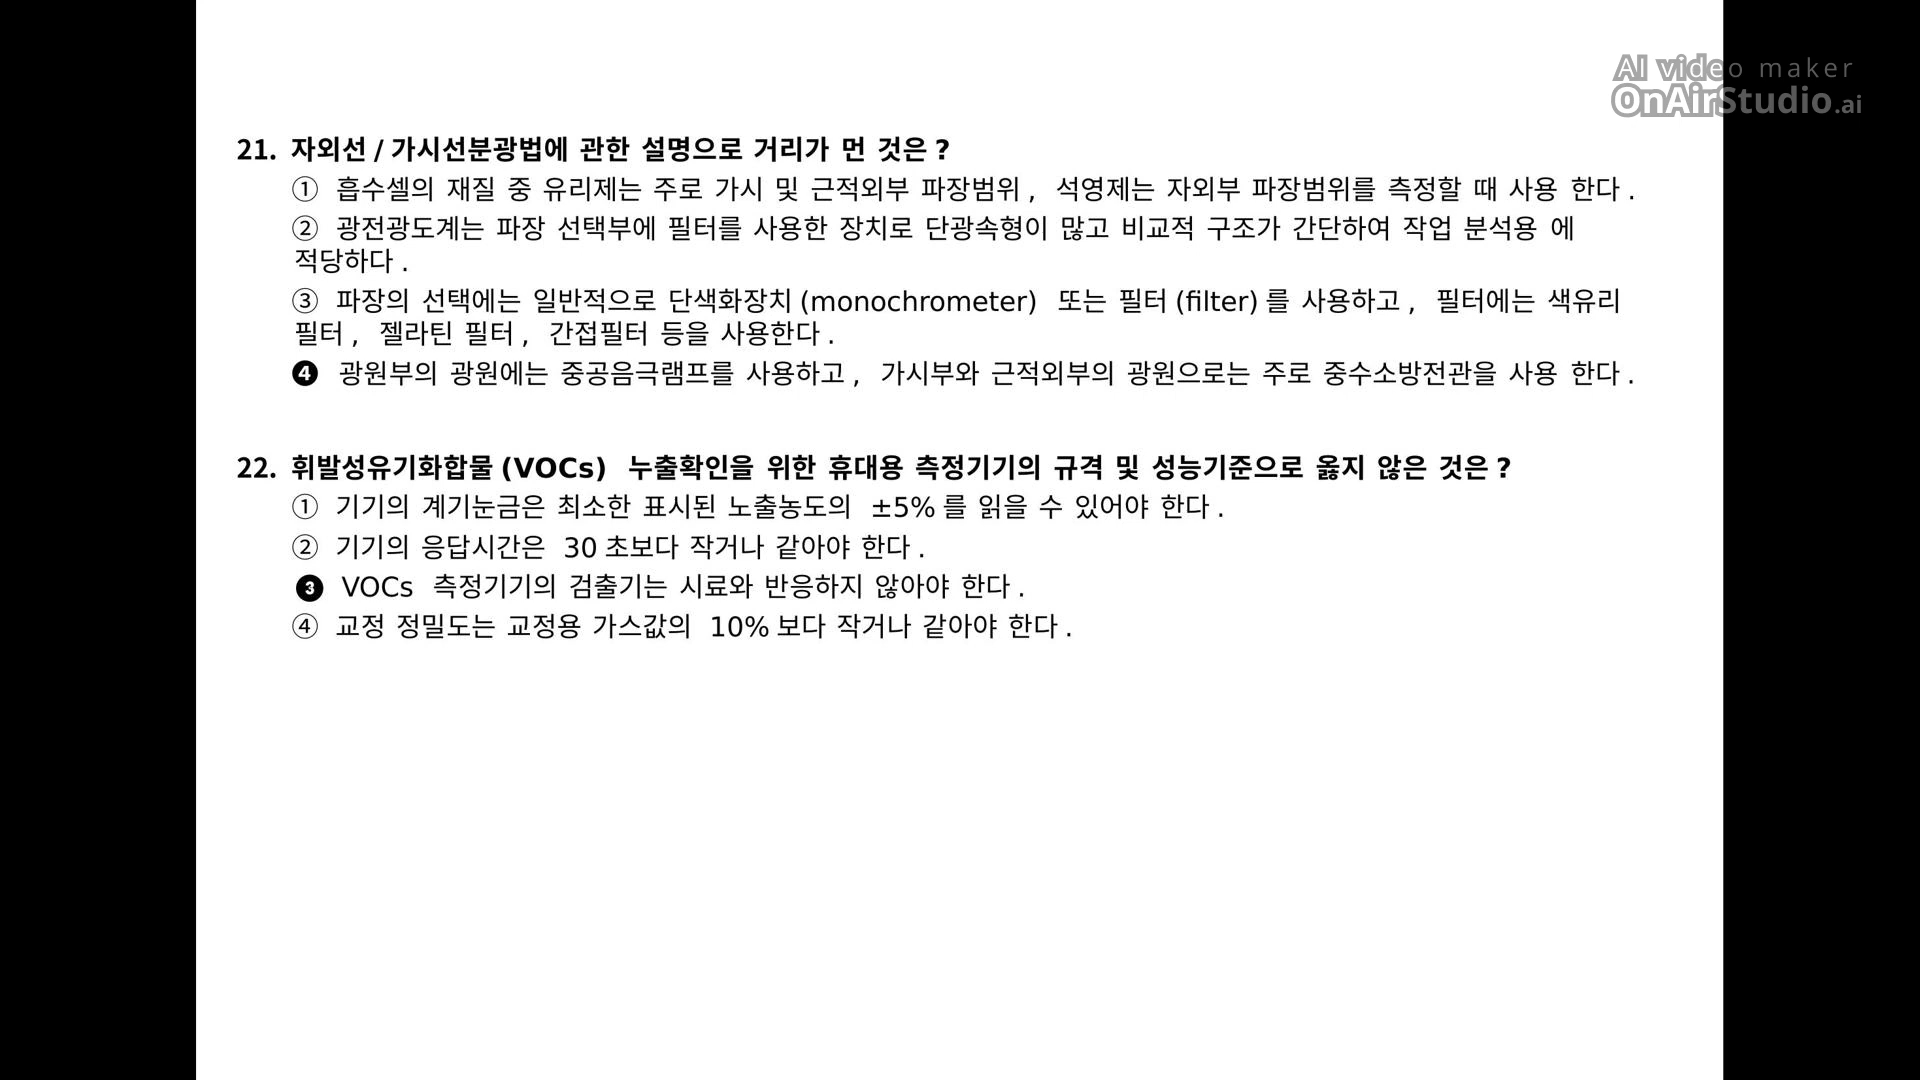 AI video maker
OnAirStudio.ai
21. 자외선/가시선분광법에 관한 설명으로 거리가 먼 것은?
① 흡수셀의 재질 중 유리제는 주로 가시 및 근적외부 파장범위, 석영제는 자외부 파장범위를 측정할 때 사용 한다.
② 광전광도계는 파장 선택부에 필터를 사용한 장치로 단광속형이 많고 비교적 구조가 간단하여 작업 분석용 에
적당하다.
③ 파장의 선택에는 일반적으로 단색화장치(monochrometer) 또는 필터(filter)를 사용하고, 필터에는 색유리
필터, 젤라틴 필터, 간접필터 등을 사용한다.
❹ 광원부의 광원에는 중공음극램프를 사용하고, 가시부와 근적외부의 광원으로는 주로 중수소방전관을 사용 한다.
22. 휘발성유기화합물(VOCs) 누출확인을 위한 휴대용 측정기기의 규격 및 성능기준으로 옳지 않은 것은?
① 기기의 계기눈금은 최소한 표시된 노출농도의 ±5%를 읽을 수 있어야 한다.
② 기기의 응답시간은 30초보다 작거나 같아야 한다.
❸ VOCs 측정기기의 검출기는 시료와 반응하지 않아야 한다.
④ 교정 정밀도는 교정용 가스값의 10%보다 작거나 같아야 한다.